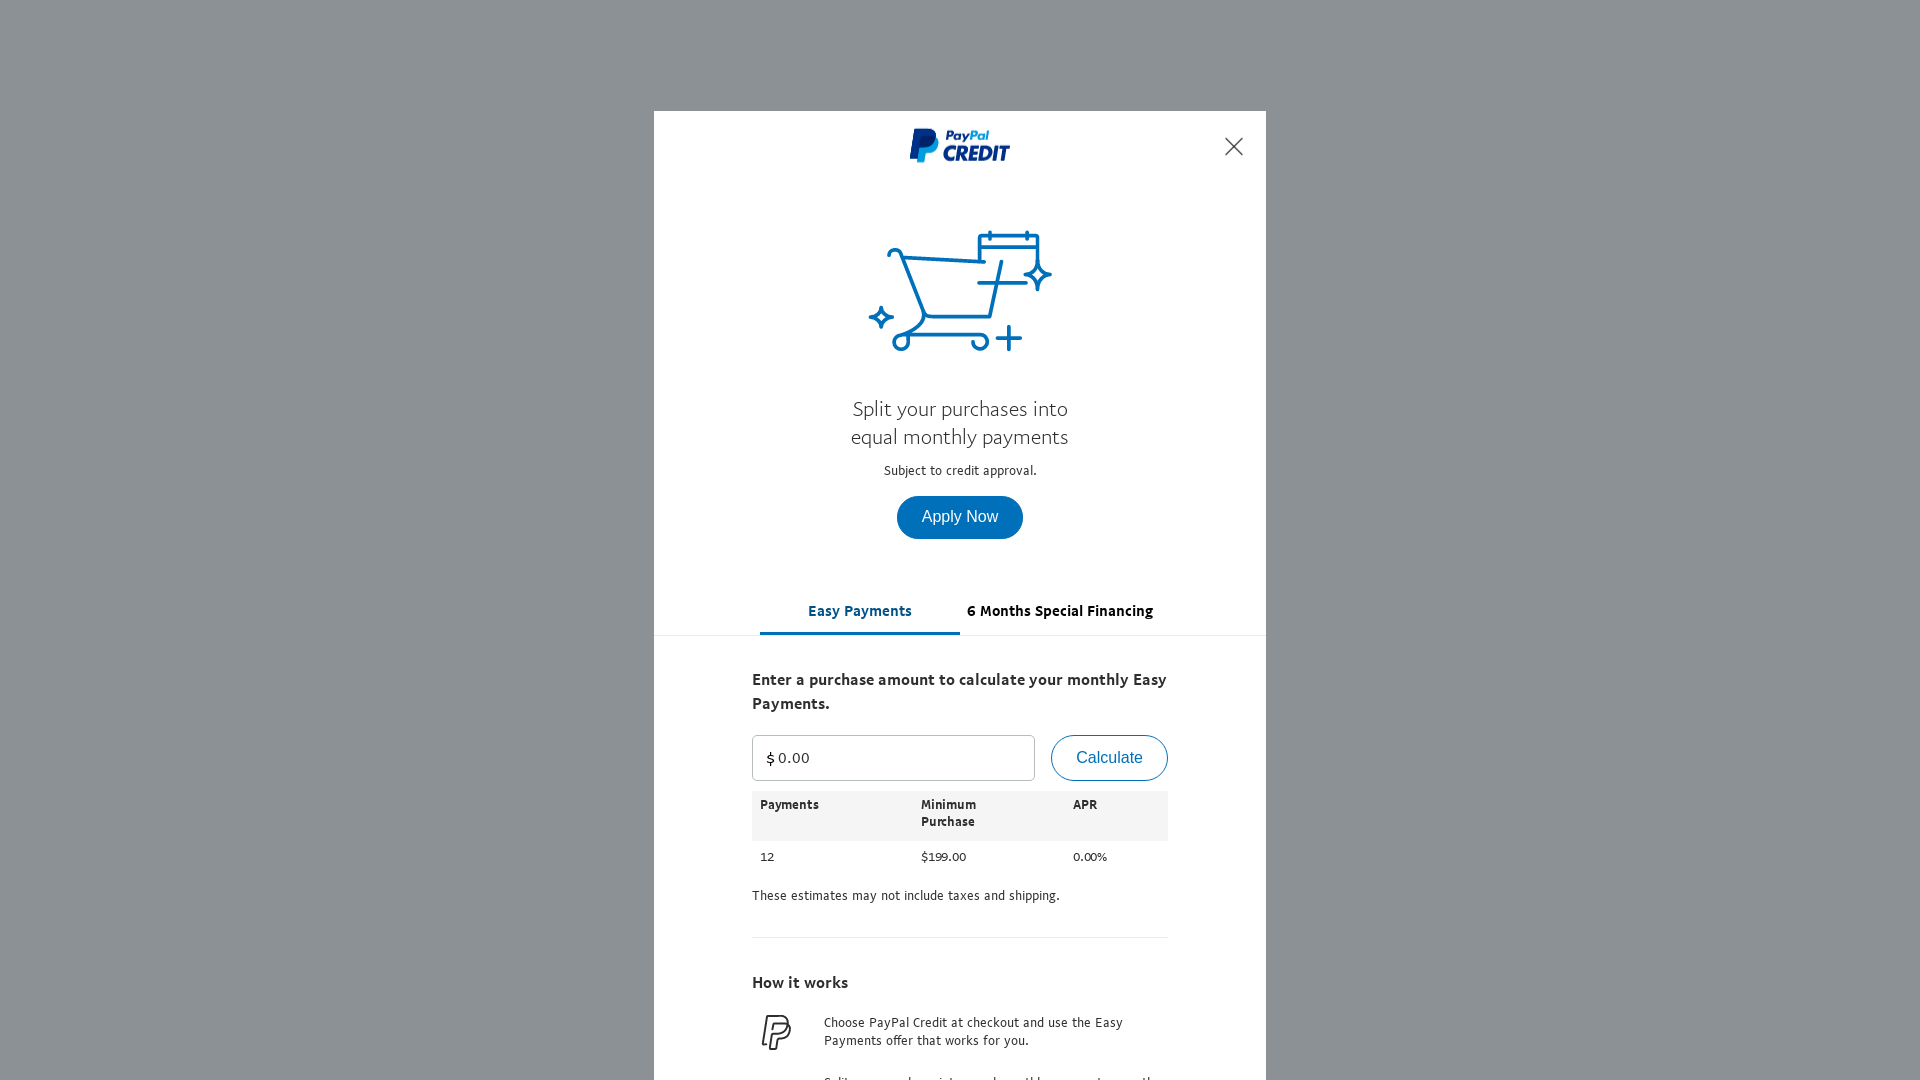 PayPal
CREDIT
Split your purchases into
equal monthly payments
Subject to credit approval.
Apply Now
Easy Payments
6 Months Special Financing
Enter a purchase amount to calculate your monthly Easy
Payments.
$ 0.00
Calculate
Payments Minimum Purchase APR
12 $199.00 0.00%
These estimates may not include taxes and shipping.
How it works
Choose PayPal Credit at checkout and use the Easy
Payments offer that works for you.